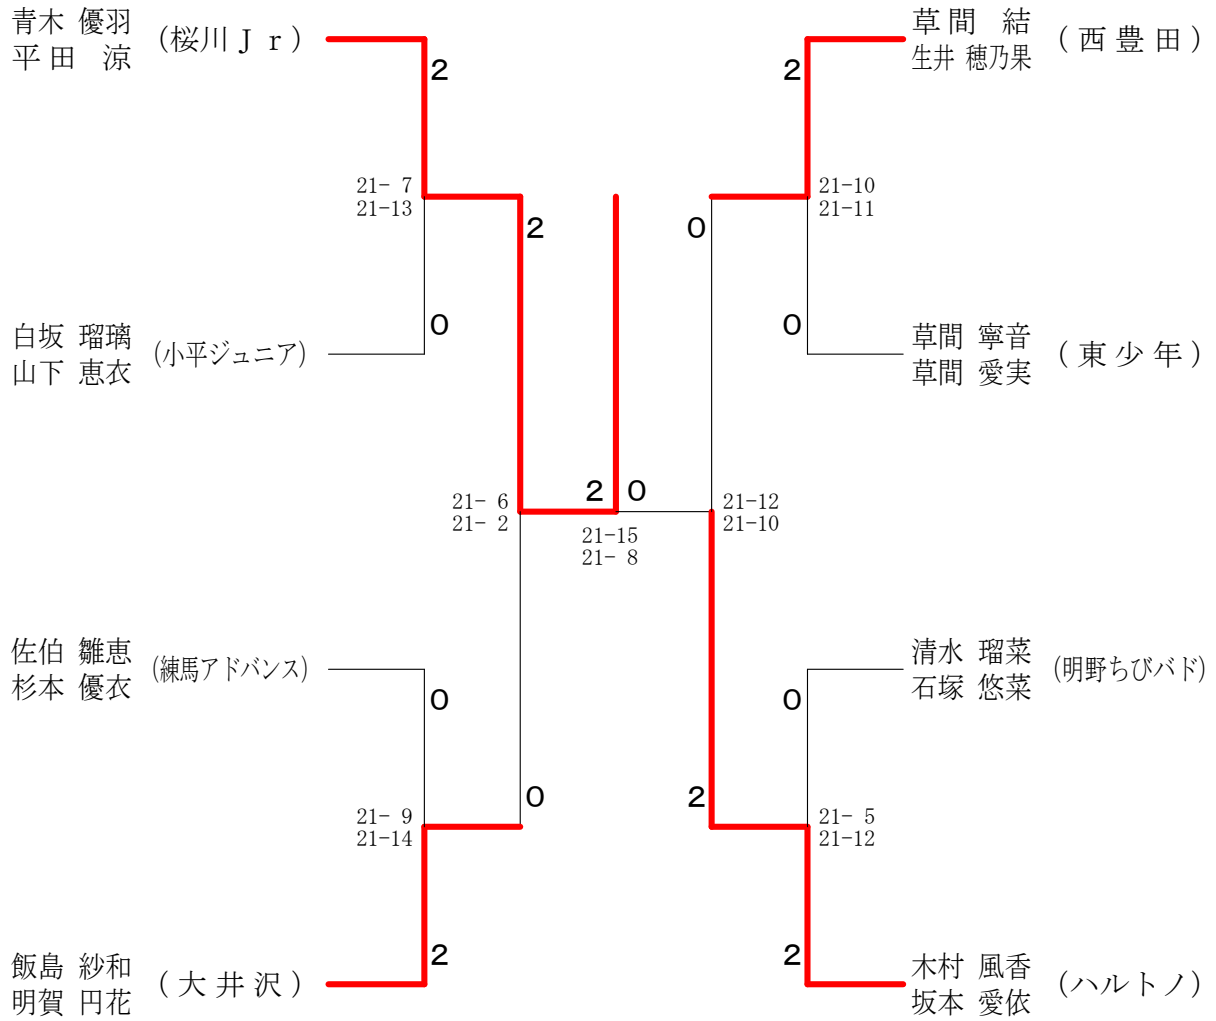 青木 優羽
平田 涼
(桜川Jr)
2
21- 7
21-13
0
白坂 瑠璃
山下 恵衣
(小平ジュニア)
2
21- 6
21- 2
0
佐伯 雛恵
杉本 優衣
(練馬アドバンス)
0
21- 9
21-14
2
飯島 紗和
明賀 円花
(大井沢)
2 0
21-15
21- 8
草間 結
生井 穂乃果
(西豊田)
2
21-10
21-11
0
草間 寧音
草間 愛実
(東少年)
0
21-12
21-10
2
清水 瑠菜
石塚 悠菜
(明野ちびバド)
0
21- 5
21-12
2
木村 風香
坂本 愛依
(ハルトノ)